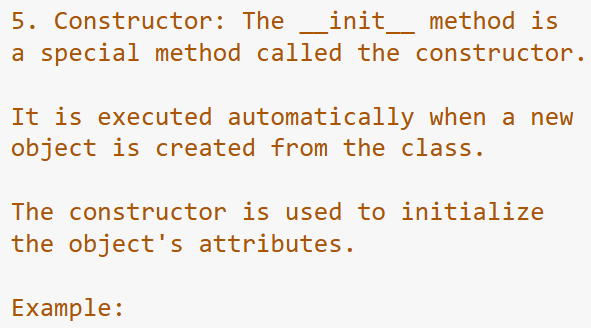 5. Constructor: The __init__ method is
a special method called the constructor.
It is executed automatically when a new
object is created from the class.
The constructor is used to initialize
the object's attributes.
Example: